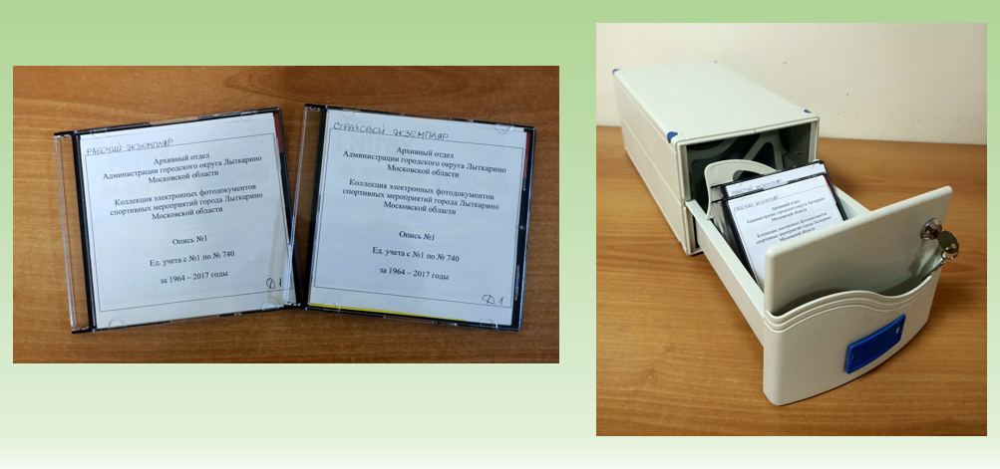 РАБОЧИЙ ЭКЗЕМПЛЯР
Архивный отдел
Администрации городского округа Лыткарино
Московской области
Коллекция электронных фотодокументов
спортивных мероприятий города Лыткарино
Московской области
Опись №1
Ед. учета с №1 по № 740
за 1964 – 2017 годы
Д.1
СТРАХОВОЙ ЭКЗЕМПЛЯР
Архивный отдел
Администрации городского округа Лыткарино
Московской области
Коллекция электронных фотодокументов
спортивных мероприятий города Лыткарино
Московской области
Опись №1
Ед. учета с №1 по № 740
за 1964 – 2017 годы
Д.1
РАБОЧИЙ ЭКЗЕМПЛЯР
РАБОЧИЙ ЭКЗЕМПЛЯР
Архивный отдел
Администрации городского округа Лыткарино
Московской области
Коллекция электронных фотодокументов
спортивных мероприятий города Лыткарино
Московской области